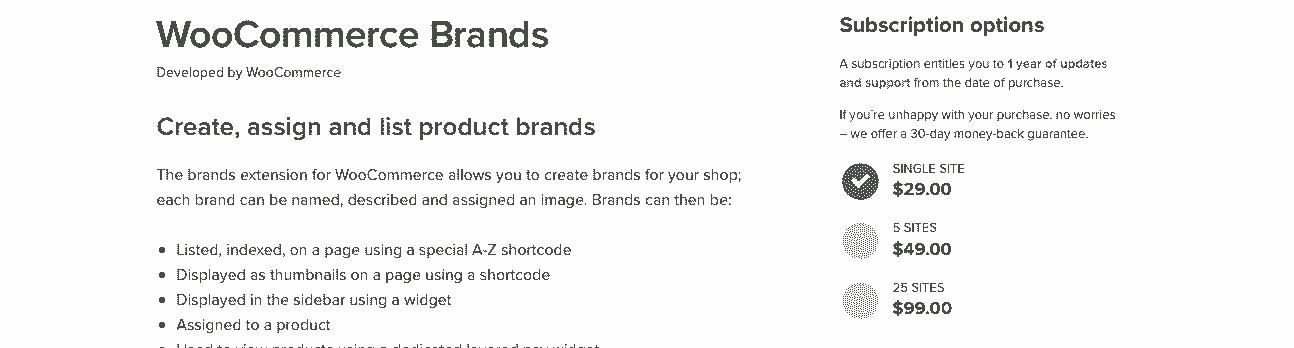 WooCommerce Brands
Developed by WooCommerce
Create, assign and list product brands
The brands extension for WooCommerce allows you to create brands for your shop;
each brand can be named, described and assigned an image. Brands can then be:
• Listed, indexed, on a page using a special A-Z shortcode
• Displayed as thumbnails on a page using a shortcode
• Displayed in the sidebar using a widget
• Assigned to a product
Subscription options
A subscription entitles you to 1 year of updates
and support from the date of purchase.
If you're unhappy with your purchase, no worries
– we offer a 30-day money-back guarantee.
SINGLE SITE
$29.00
5 SITES
$49.00
25 SITES
$99.00